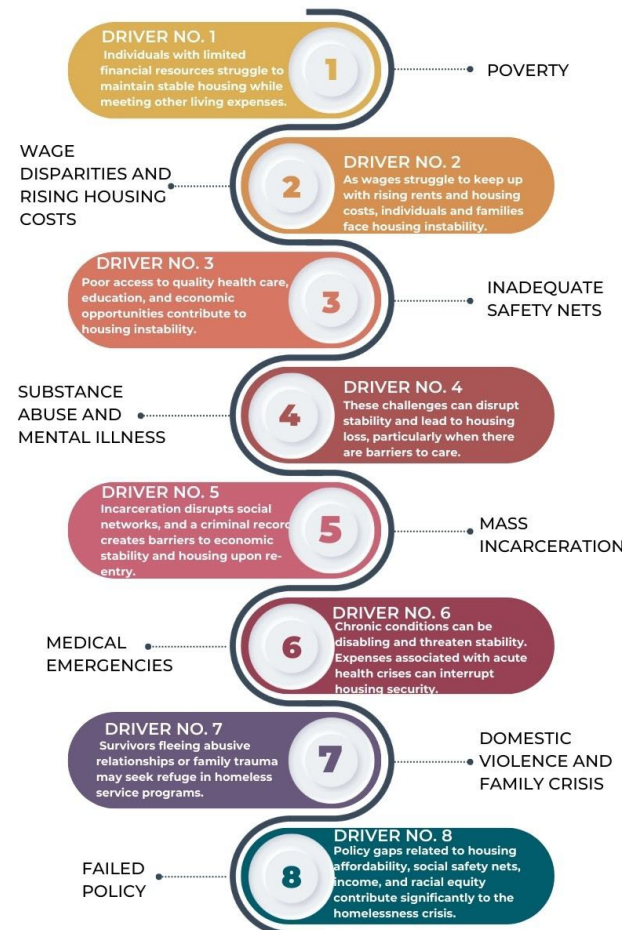 DRIVER NO. 1
Individuals with limited
financial resources struggle to
maintain stable housing while
meeting other living expenses.
1
POVERTY
WAGE
DISPARITIES AND
RISING HOUSING
COSTS
2
DRIVER NO. 2
As wages struggle to keep up
with rising rents and housing
costs, individuals and families
face housing instability.
DRIVER NO. 3
Poor access to quality health care,
education, and economic
opportunities contribute to
housing instability.
3
INADEQUATE
SAFETY NETS
SUBSTANCE
ABUSE AND
MENTAL ILLNESS
4
DRIVER NO. 4
These challenges can disrupt
stability and lead to housing
loss, particularly when there
are barriers to care.
DRIVER NO. 5
Incarceration disrupts social
networks, and a criminal record
creates barriers to economic
stability and housing upon re-
entry.
5
MASS
INCARCERATION
MEDICAL
EMERGENCIES
6
DRIVER NO. 6
Chronic conditions can be
disabling and threaten stability.
Expenses associated with acute
health crises can interrupt
housing security.
DRIVER NO. 7
Survivors fleeing abusive
relationships or family trauma
may seek refuge in homeless
service programs.
7
DOMESTIC
VIOLENCE AND
FAMILY CRISIS
FAILED
POLICY
8
DRIVER NO. 8
Policy gaps related to housing
affordability, social safety nets,
income, and racial equity
contribute significantly to the
homelessness crisis.